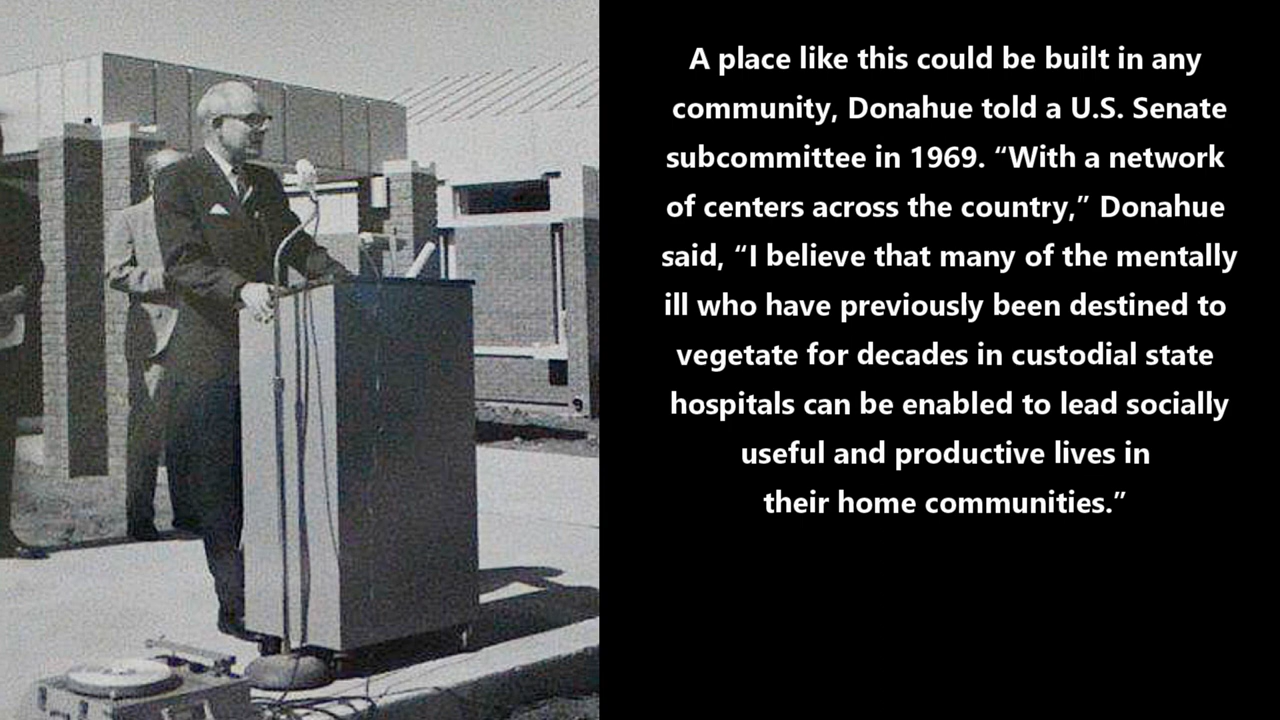 A place like this could be built in any
community, Donahue told a U.S. Senate
subcommittee in 1969. “With a network
of centers across the country,” Donahue
said, “I believe that many of the mentally
ill who have previously been destined to
vegetate for decades in custodial state
hospitals can be enabled to lead socially
useful and productive lives in
their home communities.”